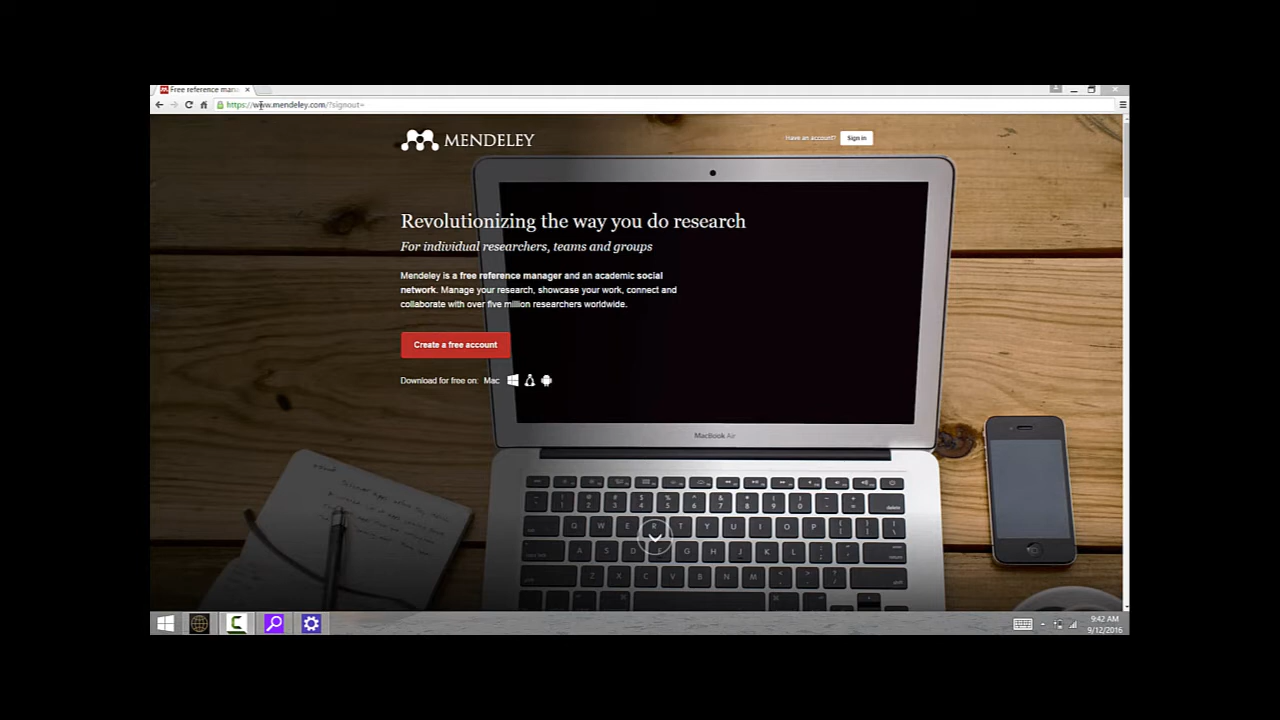 Free reference mana
https://www.mendeley.com/?signout=
MENDELEY
Have an account? Sign in
Revolutionizing the way you do research
For individual researchers, teams and groups
Mendeley is a free reference manager and an academic social
network. Manage your research, showcase your work, connect and
collaborate with over five million researchers worldwide.
Create a free account
Download for free on: Mac
MacBook Air
Q W E R T Y U I O P
A S D F G H J K L
Z X C V B N M
9:42 AM
9/12/2016